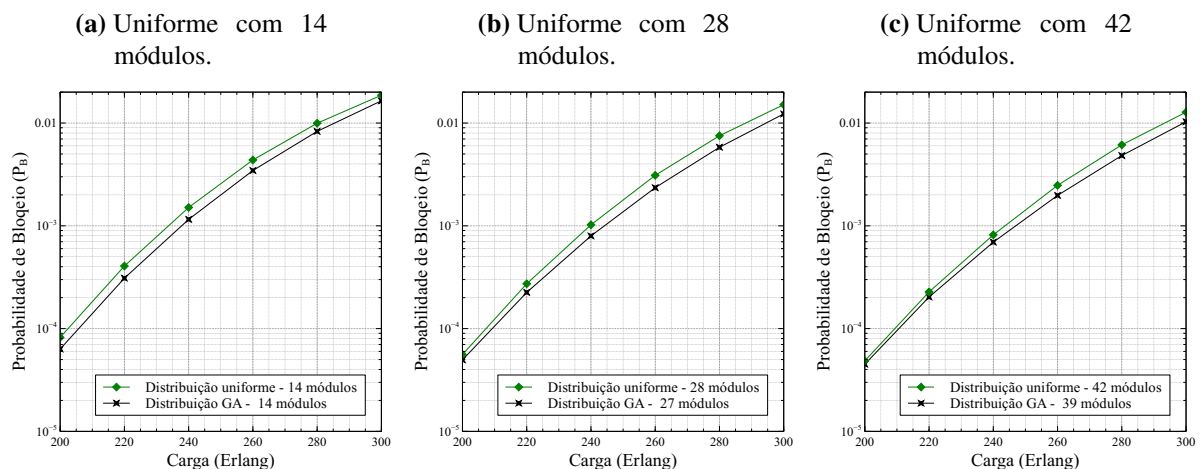 (a) Uniforme com 14
módulos.
0.01
10⁻³
10⁻⁴
10⁻⁵
Probabilidade de Bloqeio (P_B)
Distribuição uniforme - 14 módulos
Distribuição GA - 14 módulos
200 220 240 260 280 300
Carga (Erlang)
(b) Uniforme com 28
módulos.
0.01
10⁻³
10⁻⁴
10⁻⁵
Probabilidade de Bloqeio (P_B)
Distribuição uniforme - 28 módulos
Distribuição GA - 27 módulos
200 220 240 260 280 300
Carga (Erlang)
(c) Uniforme com 42
módulos.
0.01
10⁻³
10⁻⁴
10⁻⁵
Probabilidade de Bloqeio (P_B)
Distribuição uniforme - 42 módulos
Distribuição GA - 39 módulos
200 220 240 260 280 300
Carga (Erlang)